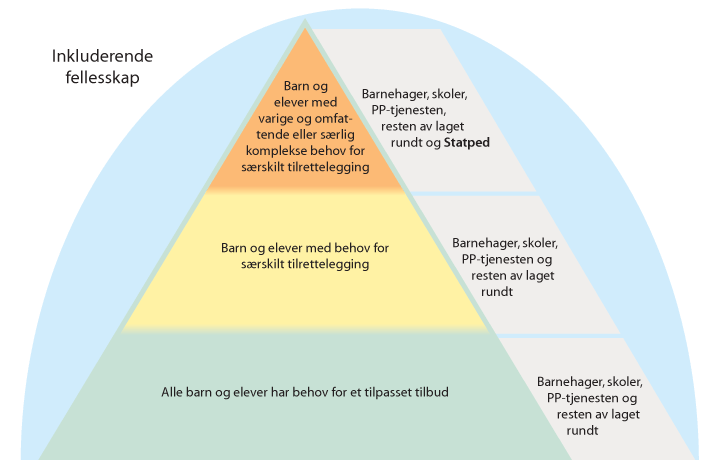 Inkluderende
fellesskap
Barn og
elever med
varige og omfat-
tende eller særlig
komplekse behov for
særskilt tilrettelegging
Barnehager, skoler,
PP-tjenesten,
resten av laget
rundt og Statped
Barn og elever med behov for
særskilt tilrettelegging
Barnehager, skoler,
PP-tjenesten og
resten av laget
rundt
Alle barn og elever har behov for et tilpasset tilbud
Barnehager, skoler,
PP-tjenesten og
resten av laget
rundt